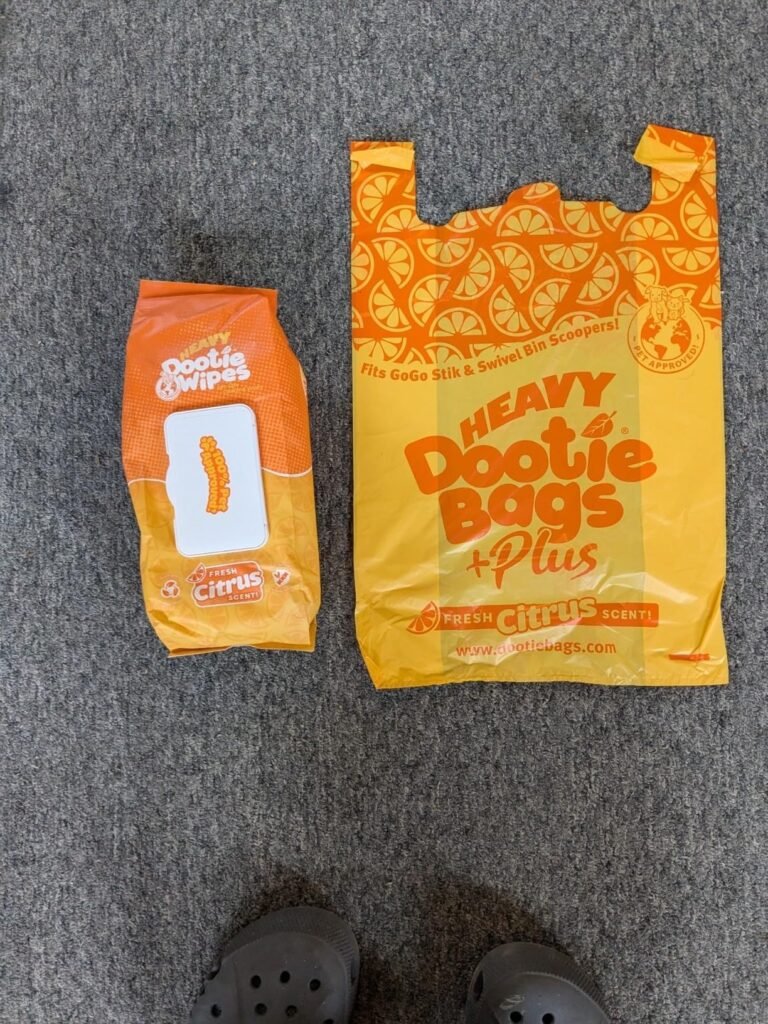 HEAVY
Dootie
Wipes
FRESH
Citrus
SCENT!
Fits GoGo Stik & Swivel Bin Scoopers!
PET APPROVED!
HEAVY
Dootie®
Bags
+Plus
FRESH Citrus SCENT!
www.dootiebags.com